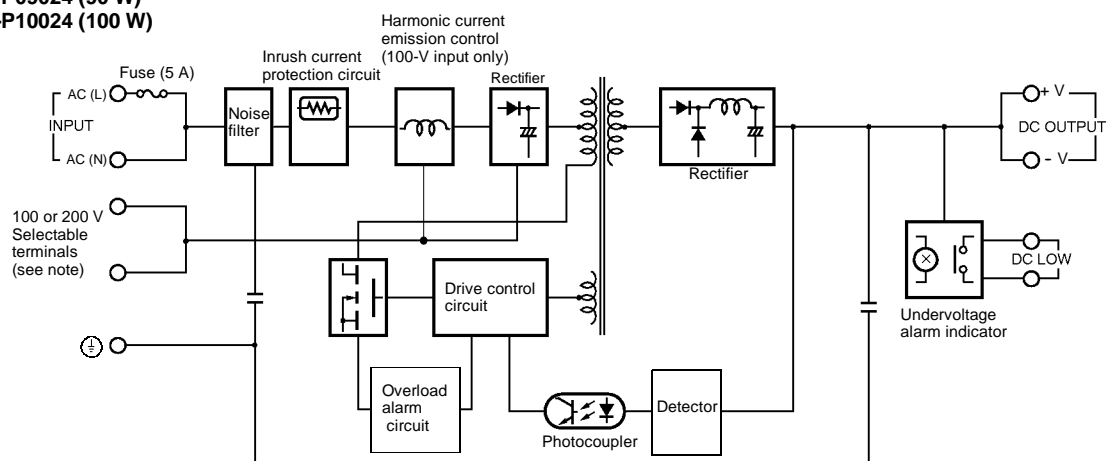 -P10024 (100 W)
Harmonic current
emission control
(100-V input only)
Inrush current
protection circuit
Fuse (5 A)
Rectifier
AC (L)
INPUT
AC (N)
Noise
filter
+ V
DC OUTPUT
- V
Rectifier
100 or 200 V
Selectable
terminals
(see note)
DC LOW
Drive control
circuit
Undervoltage
alarm indicator
Overload
alarm
circuit
Detector
Photocoupler